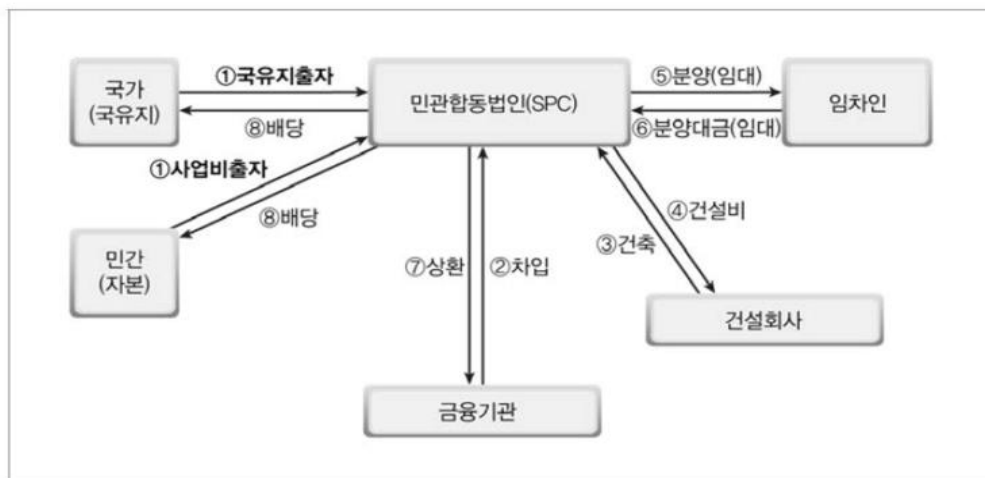 국가
(국유지)
①국유지출자
⑧배당
민관합동법인(SPC)
⑤분양(임대)
⑥분양대금(임대)
임차인
①사업비출자
⑧배당
민간
(자본)
⑦상환
②차입
④건설비
③건축
건설회사
금융기관